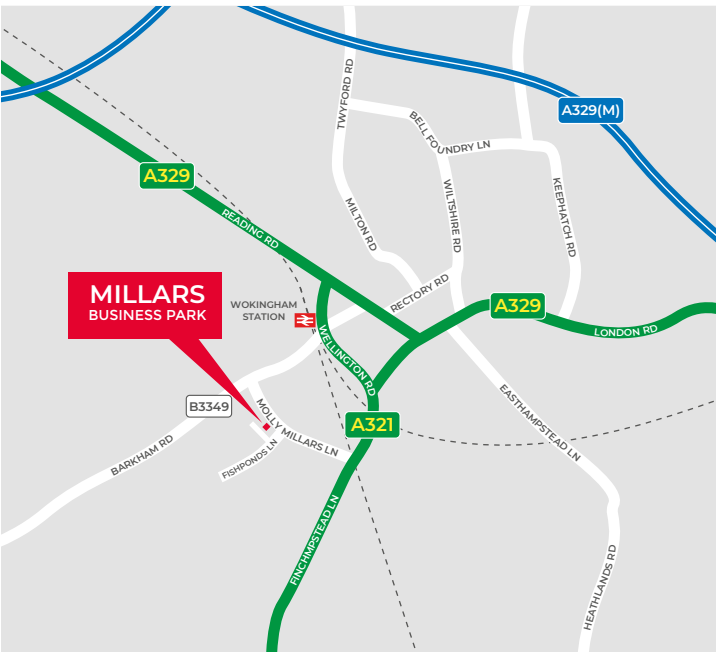 TWYFORD RD
BELL FOUNDRY LN
A329(M)
A329
READING RD
MILTON RD
WILTSHIRE RD
KEEPHATCH RD
MILLARS
BUSINESS PARK
WOKINGHAM
STATION
RECTORY RD
A329
LONDON RD
WELLINGTON RD
B3349
MOLLY MILLARS LN
A321
EASTHAMPSTEAD LN
BARKHAM RD
FISHPONDS LN
FINCHMPSTEAD LN
HEATHLANDS RD